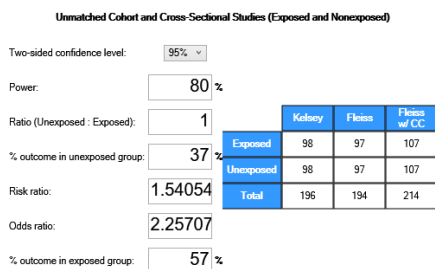 Unmatched Cohort and Cross-Sectional Studies (Exposed and Nonexposed)
Two-sided confidence level: 95%
Power: 80 %
Ratio (Unexposed : Exposed): 1
% outcome in unexposed group: 37 %
Risk ratio: 1.54054
Odds ratio: 2.25707
% outcome in exposed group: 57 %
Kelsey Fleiss Fleiss w/ CC
Exposed 98 97 107
Unexposed 98 97 107
Total 196 194 214